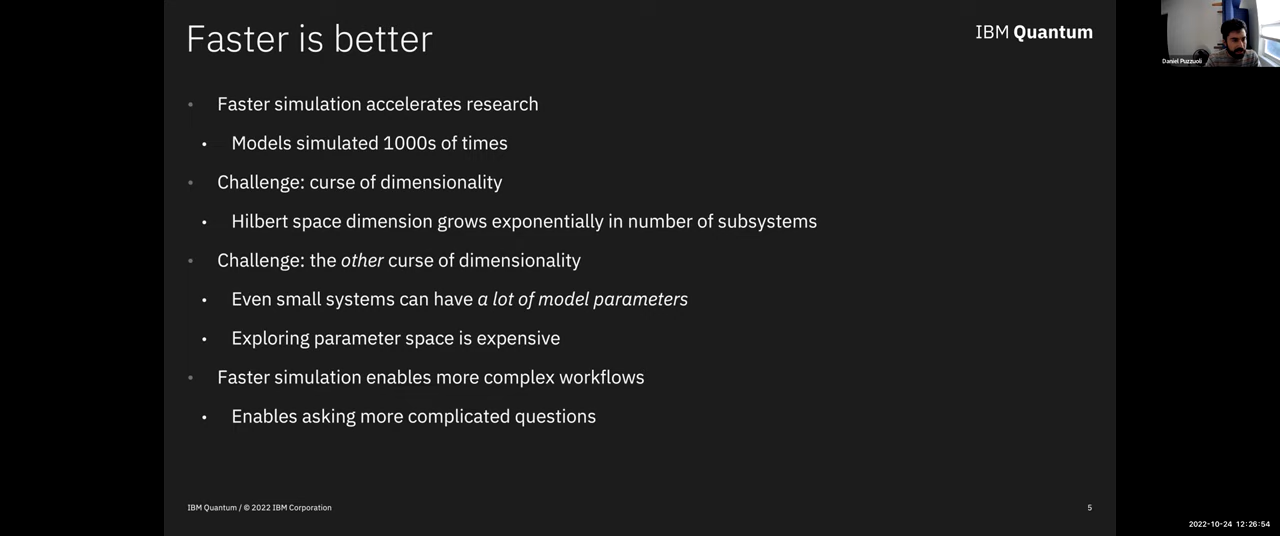 Faster is better
IBM Quantum
Daniel Puzzuoli
• Faster simulation accelerates research
• Models simulated 1000s of times
• Challenge: curse of dimensionality
• Hilbert space dimension grows exponentially in number of subsystems
• Challenge: the other curse of dimensionality
• Even small systems can have a lot of model parameters
• Exploring parameter space is expensive
• Faster simulation enables more complex workflows
• Enables asking more complicated questions
IBM Quantum / © 2022 IBM Corporation
5
2022-10-24 12:26:54